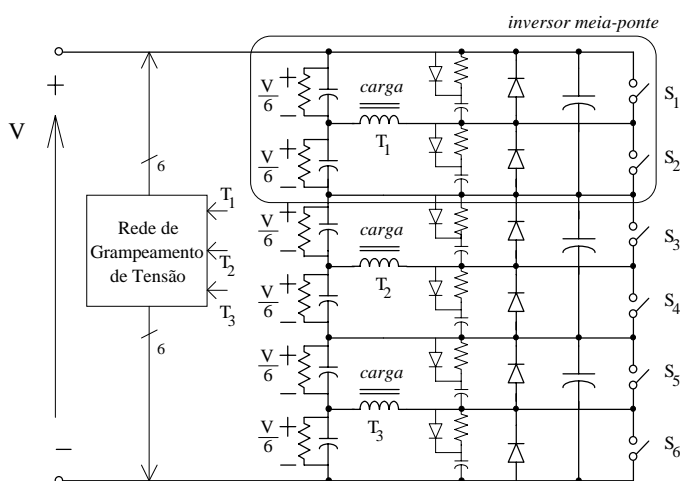 inversor meia-ponte
+
V
−
6
Rede de
Grampeamento
de Tensão
T1
T2
T3
6
V/6
+
−
carga
T1
S1
V/6
+
−
S2
V/6
+
−
carga
T2
S3
V/6
+
−
S4
V/6
+
−
carga
T3
S5
V/6
+
−
S6